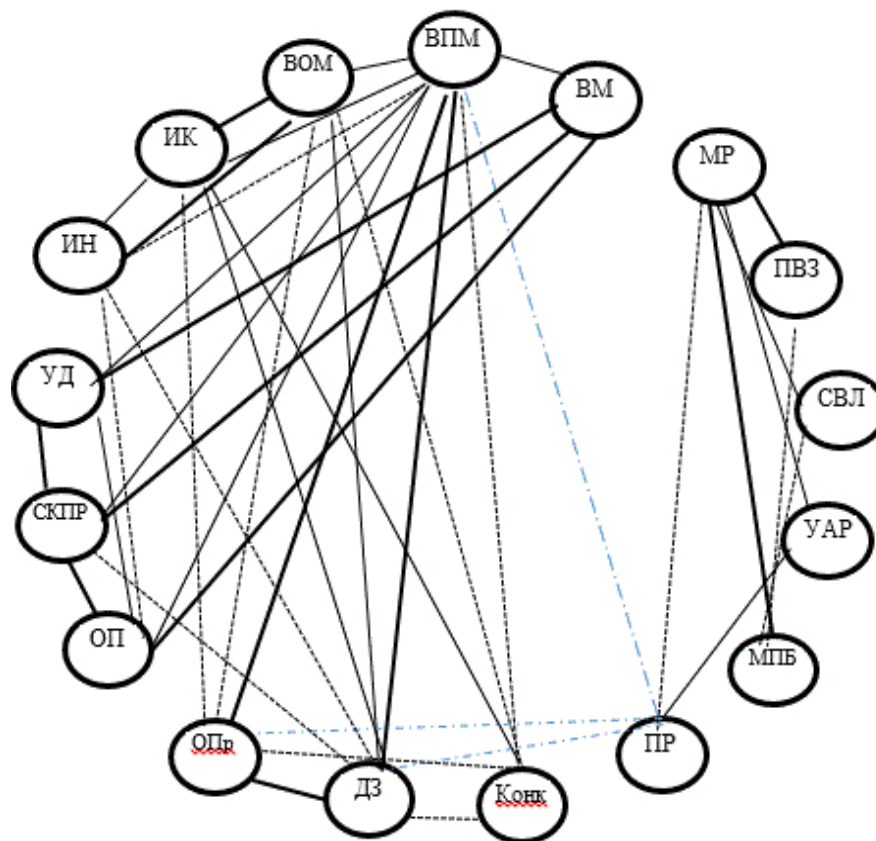 ВПМ
ВОМ
ВМ
ИК
МР
ИН
ПВЗ
УД
СВЛ
СКПР
УАР
ОП
МПБ
ОПр
ПР
ДЗ
Конк